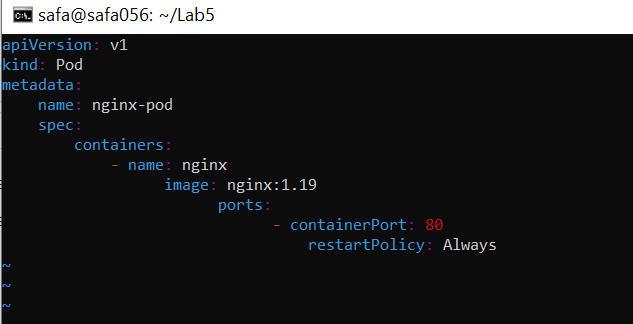 safa@safa056: ~/Lab5
apiVersion: v1
kind: Pod
metadata:
    name: nginx-pod
    spec:
        containers:
            - name: nginx
                  image: nginx:1.19
                        ports:
                              - containerPort: 80
                                  restartPolicy: Always
~
~
~